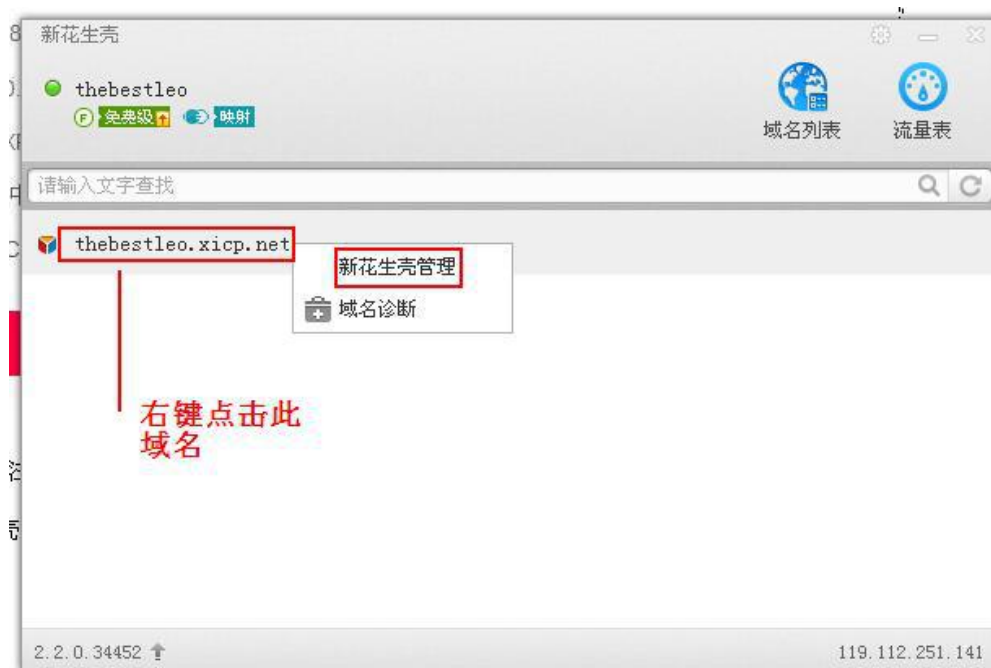 新花生壳
thebestleo
F 免费级 映射
域名列表 流量表
请输入文字查找
thebestleo.xicp.net
新花生壳管理
域名诊断
右键点击此
域名
2.2.0.34452
119.112.251.141